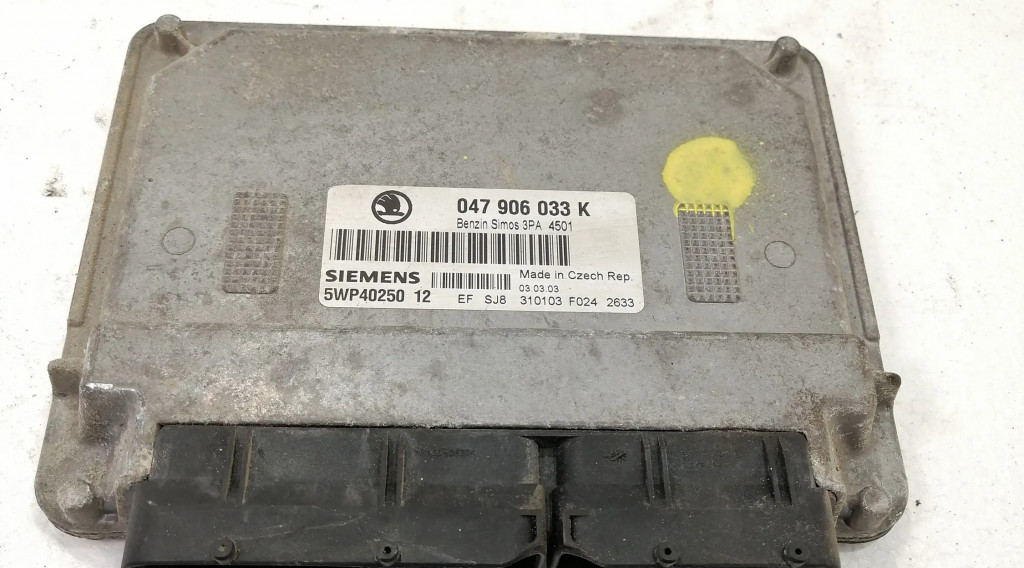 047 906 033 K
Benzin Simos 3PA 4501
SIEMENS
Made in Czech Rep.
03.03.03
5WP40250 12
EF SJ8 310103 F024 2633